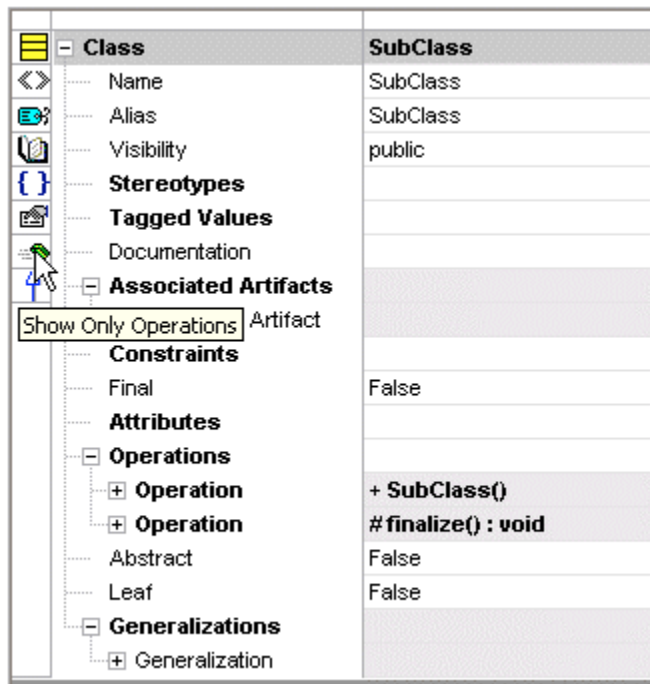 Class SubClass
Name SubClass
Alias SubClass
Visibility public
Stereotypes
Tagged Values
Documentation
Associated Artifacts
Show Only Operations Artifact
Constraints
Final False
Attributes
Operations
Operation + SubClass()
Operation # finalize() : void
Abstract False
Leaf False
Generalizations
Generalization